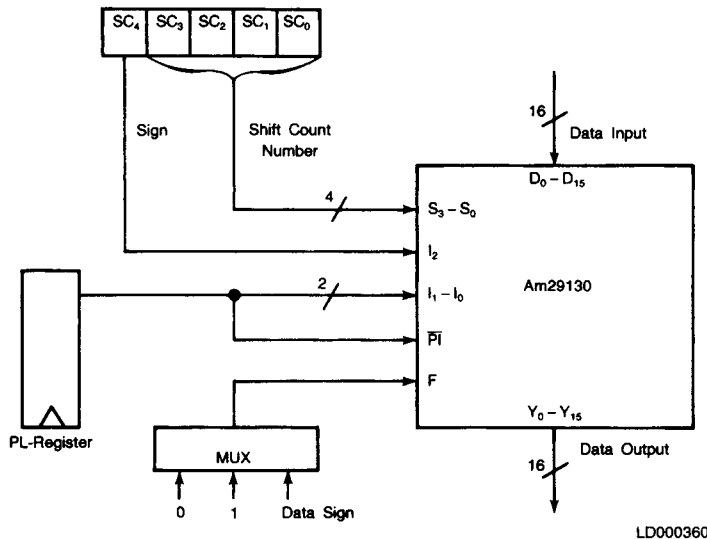 SC₄ SC₃ SC₂ SC₁ SC₀
Sign
Shift Count
Number
16
Data Input
D₀ – D₁₅
4
S₃ – S₀
I₂
2
I₁ – I₀
Am29130
P̅I̅
F
PL-Register
MUX
0 1 Data Sign
Y₀ – Y₁₅
16
Data Output
LD000360